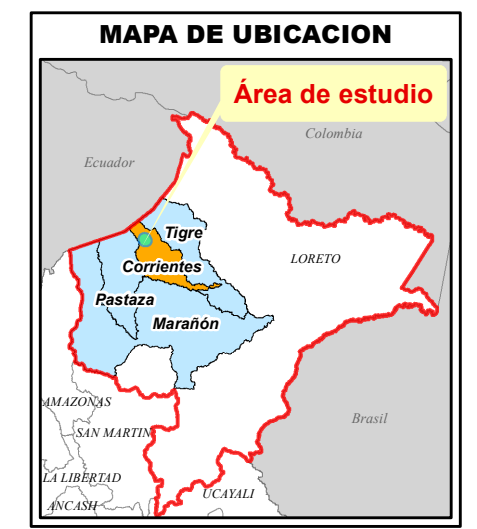 MAPA DE UBICACION
Área de estudio
Colombia
Ecuador
Tigre
LORETO
Corrientes
Pastaza
Marañón
AMAZONAS
Brasil
SAN MARTIN
LA LIBERTAD
UCAYALI
ANCASH